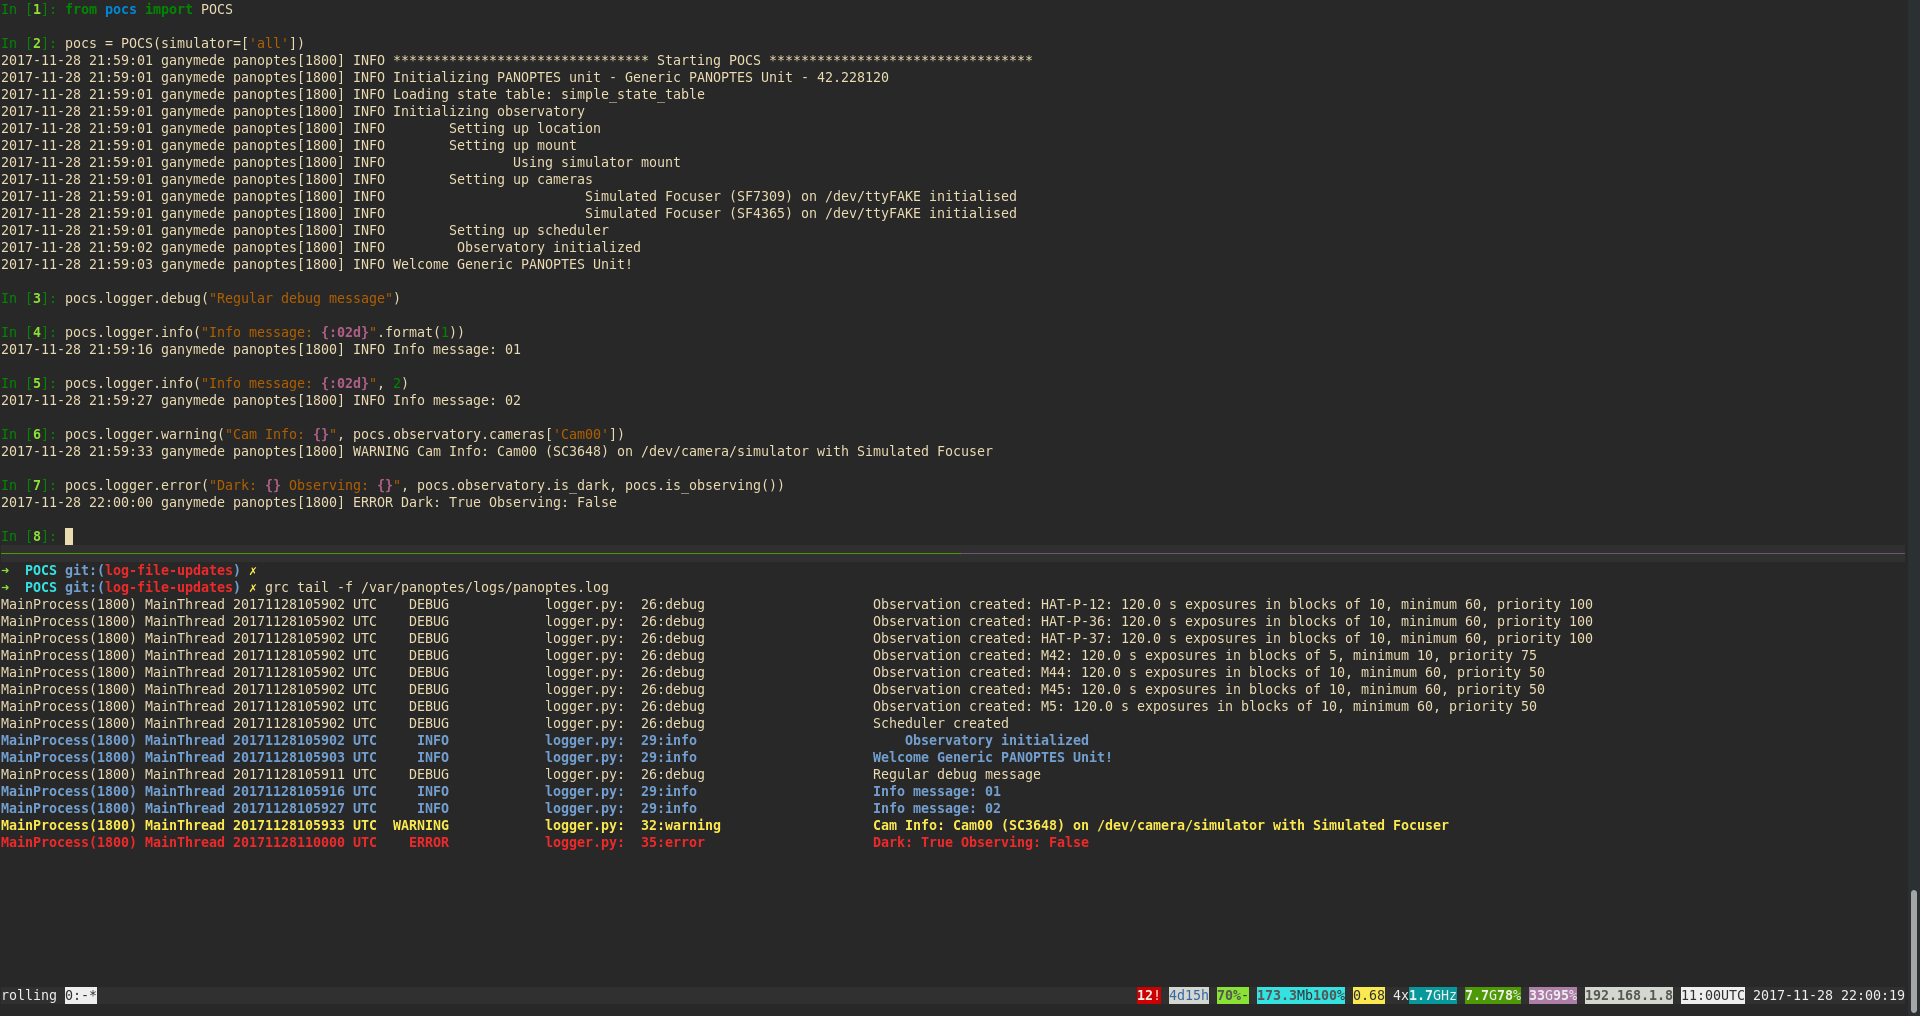 In [1]: from pocs import POCS
In [2]: pocs = POCS(simulator=['all'])
2017-11-28 21:59:01 ganymede panoptes[1800] INFO ******************************** Starting POCS *********************************
2017-11-28 21:59:01 ganymede panoptes[1800] INFO Initializing PANOPTES unit - Generic PANOPTES Unit - 42.228120
2017-11-28 21:59:01 ganymede panoptes[1800] INFO Loading state table: simple_state_table
2017-11-28 21:59:01 ganymede panoptes[1800] INFO Initializing observatory
2017-11-28 21:59:01 ganymede panoptes[1800] INFO        Setting up location
2017-11-28 21:59:01 ganymede panoptes[1800] INFO        Setting up mount
2017-11-28 21:59:01 ganymede panoptes[1800] INFO                Using simulator mount
2017-11-28 21:59:01 ganymede panoptes[1800] INFO        Setting up cameras
2017-11-28 21:59:01 ganymede panoptes[1800] INFO                         Simulated Focuser (SF7309) on /dev/ttyFAKE initialised
2017-11-28 21:59:01 ganymede panoptes[1800] INFO                         Simulated Focuser (SF4365) on /dev/ttyFAKE initialised
2017-11-28 21:59:01 ganymede panoptes[1800] INFO        Setting up scheduler
2017-11-28 21:59:02 ganymede panoptes[1800] INFO         Observatory initialized
2017-11-28 21:59:03 ganymede panoptes[1800] INFO Welcome Generic PANOPTES Unit!
In [3]: pocs.logger.debug("Regular debug message")
In [4]: pocs.logger.info("Info message: {:02d}".format(1))
2017-11-28 21:59:16 ganymede panoptes[1800] INFO Info message: 01
In [5]: pocs.logger.info("Info message: {:02d}", 2)
2017-11-28 21:59:27 ganymede panoptes[1800] INFO Info message: 02
In [6]: pocs.logger.warning("Cam Info: {}", pocs.observatory.cameras['Cam00'])
2017-11-28 21:59:33 ganymede panoptes[1800] WARNING Cam Info: Cam00 (SC3648) on /dev/camera/simulator with Simulated Focuser
In [7]: pocs.logger.error("Dark: {} Observing: {}", pocs.observatory.is_dark, pocs.is_observing())
2017-11-28 22:00:00 ganymede panoptes[1800] ERROR Dark: True Observing: False
In [8]:
➜  POCS git:(log-file-updates) ✗
➜  POCS git:(log-file-updates) ✗ grc tail -f /var/panoptes/logs/panoptes.log
MainProcess(1800) MainThread 20171128105902 UTC    DEBUG            logger.py:  26:debug                     Observation created: HAT-P-12: 120.0 s exposures in blocks of 10, minimum 60, priority 100
MainProcess(1800) MainThread 20171128105902 UTC    DEBUG            logger.py:  26:debug                     Observation created: HAT-P-36: 120.0 s exposures in blocks of 10, minimum 60, priority 100
MainProcess(1800) MainThread 20171128105902 UTC    DEBUG            logger.py:  26:debug                     Observation created: HAT-P-37: 120.0 s exposures in blocks of 10, minimum 60, priority 100
MainProcess(1800) MainThread 20171128105902 UTC    DEBUG            logger.py:  26:debug                     Observation created: M42: 120.0 s exposures in blocks of 5, minimum 10, priority 75
MainProcess(1800) MainThread 20171128105902 UTC    DEBUG            logger.py:  26:debug                     Observation created: M44: 120.0 s exposures in blocks of 10, minimum 60, priority 50
MainProcess(1800) MainThread 20171128105902 UTC    DEBUG            logger.py:  26:debug                     Observation created: M45: 120.0 s exposures in blocks of 10, minimum 60, priority 50
MainProcess(1800) MainThread 20171128105902 UTC    DEBUG            logger.py:  26:debug                     Observation created: M5: 120.0 s exposures in blocks of 10, minimum 60, priority 50
MainProcess(1800) MainThread 20171128105902 UTC    DEBUG            logger.py:  26:debug                     Scheduler created
MainProcess(1800) MainThread 20171128105902 UTC     INFO            logger.py:  29:info                          Observatory initialized
MainProcess(1800) MainThread 20171128105903 UTC     INFO            logger.py:  29:info                      Welcome Generic PANOPTES Unit!
MainProcess(1800) MainThread 20171128105911 UTC    DEBUG            logger.py:  26:debug                     Regular debug message
MainProcess(1800) MainThread 20171128105916 UTC     INFO            logger.py:  29:info                      Info message: 01
MainProcess(1800) MainThread 20171128105927 UTC     INFO            logger.py:  29:info                      Info message: 02
MainProcess(1800) MainThread 20171128105933 UTC  WARNING            logger.py:  32:warning                   Cam Info: Cam00 (SC3648) on /dev/camera/simulator with Simulated Focuser
MainProcess(1800) MainThread 20171128110000 UTC    ERROR            logger.py:  35:error                     Dark: True Observing: False
rolling 0:-* 12! 4d15h 70%- 173.3Mb100% 0.68 4x1.7GHz 7.7G78% 33G95% 192.168.1.8 11:00UTC 2017-11-28 22:00:19